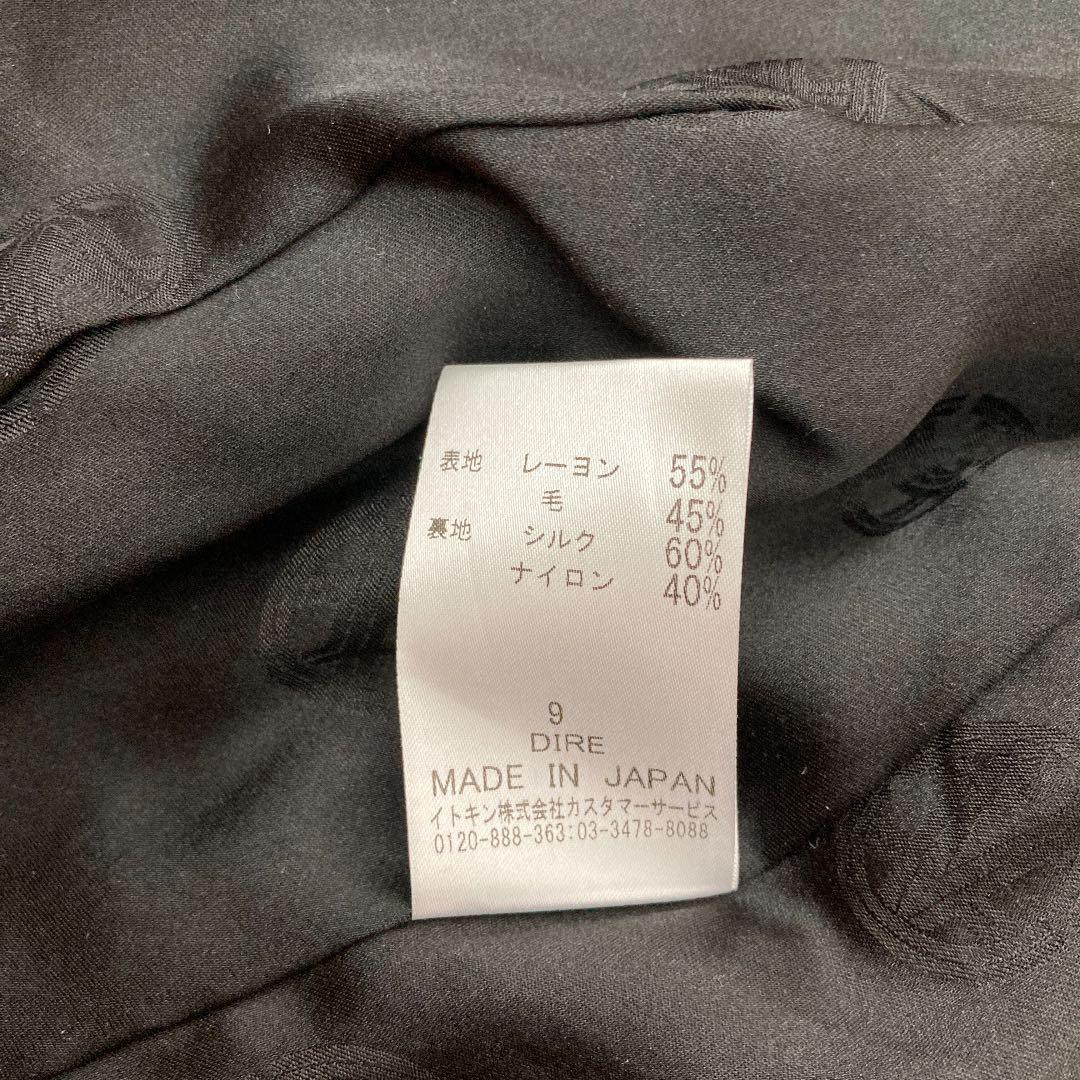 表地 レーヨン 55%
毛 45%
裏地 シルク 60%
ナイロン 40%
9
DIRE
MADE IN JAPAN
イトキン株式会社カスタマーサービス
0120-888-363:03-3478-8088